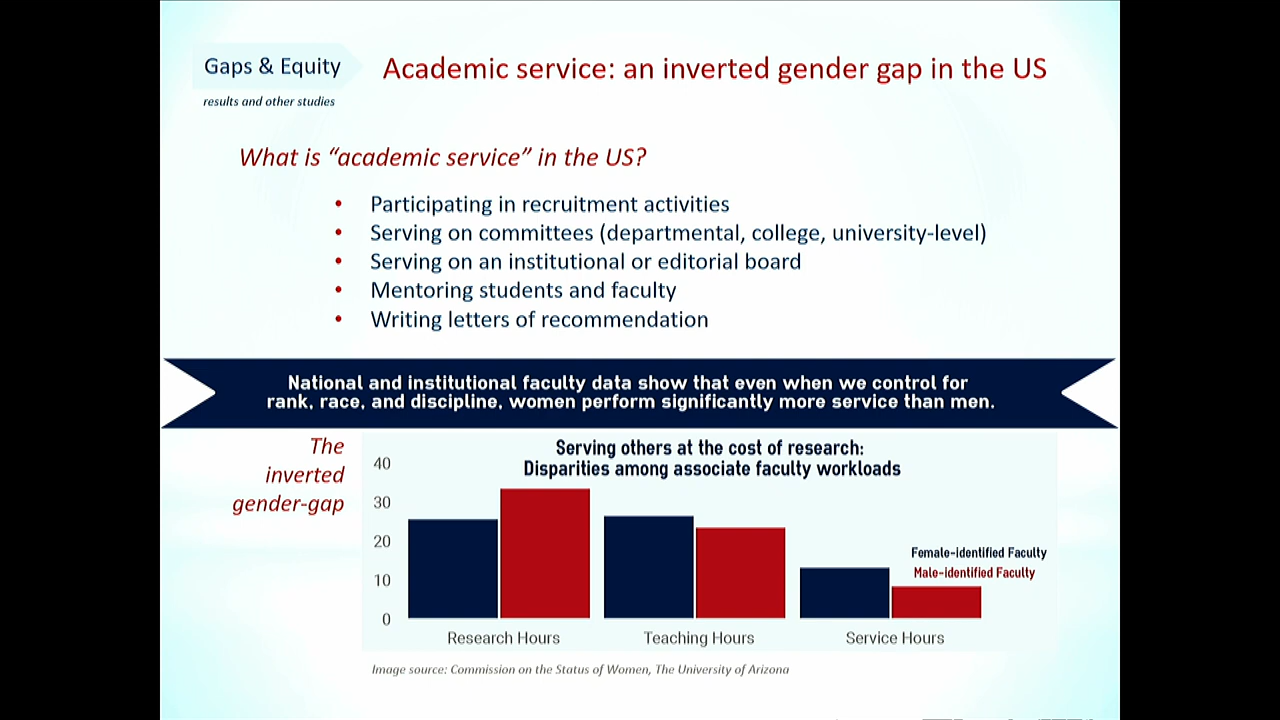 Gaps & Equity
results and other studies
Academic service: an inverted gender gap in the US
What is “academic service” in the US?
• Participating in recruitment activities
• Serving on committees (departmental, college, university-level)
• Serving on an institutional or editorial board
• Mentoring students and faculty
• Writing letters of recommendation
National and institutional faculty data show that even when we control for
rank, race, and discipline, women perform significantly more service than men.
The
inverted
gender-gap
Serving others at the cost of research:
Disparities among associate faculty workloads
40
30
20
10
0
Female-identified Faculty
Male-identified Faculty
Research Hours
Teaching Hours
Service Hours
Image source: Commission on the Status of Women, The University of Arizona